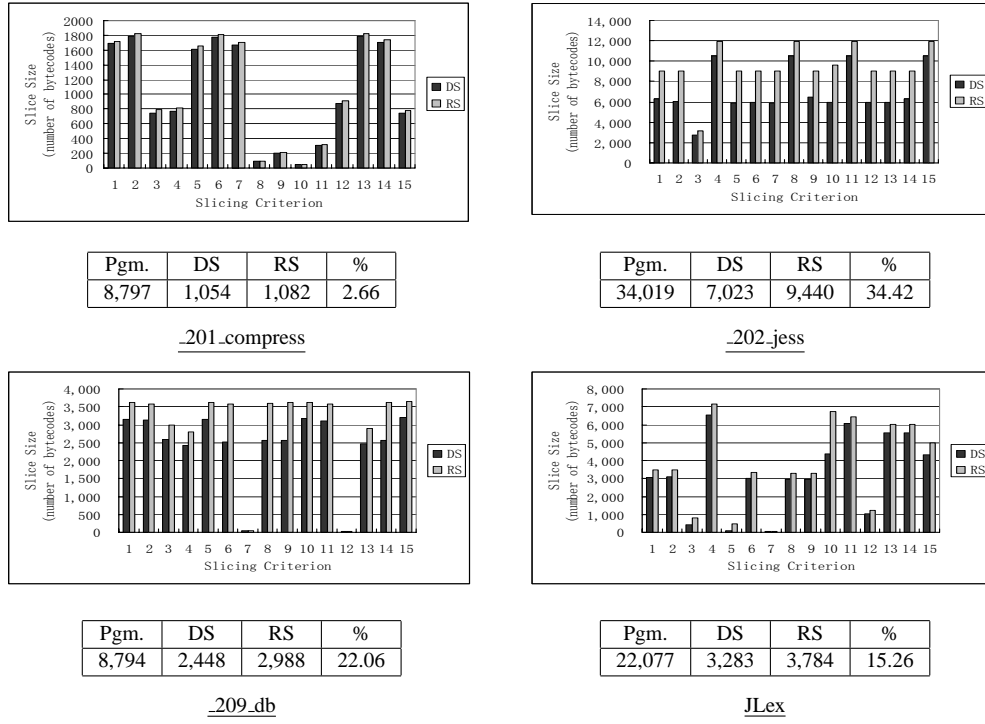 2000
1800
1600
1400
1200
1000
800
600
400
200
0
Slice Size
(number of bytecodes)
1 2 3 4 5 6 7 8 9 10 11 12 13 14 15
Slicing Criterion
DS
RS
Pgm. DS RS %
8,797 1,054 1,082 2.66
_201_compress
14,000
12,000
10,000
8,000
6,000
4,000
2,000
0
Slice Size
(number of bytecodes)
1 2 3 4 5 6 7 8 9 10 11 12 13 14 15
Slicing Criterion
DS
RS
Pgm. DS RS %
34,019 7,023 9,440 34.42
_202_jess
4,000
3,500
3,000
2,500
2,000
1,500
1,000
500
0
Slice Size
(number of bytecodes)
1 2 3 4 5 6 7 8 9 10 11 12 13 14 15
Slicing Criterion
DS
RS
Pgm. DS RS %
8,794 2,448 2,988 22.06
_209_db
8,000
7,000
6,000
5,000
4,000
3,000
2,000
1,000
0
Slice Size
(number of bytecodes)
1 2 3 4 5 6 7 8 9 10 11 12 13 14 15
Slicing Criterion
DS
RS
Pgm. DS RS %
22,077 3,283 3,784 15.26
JLex